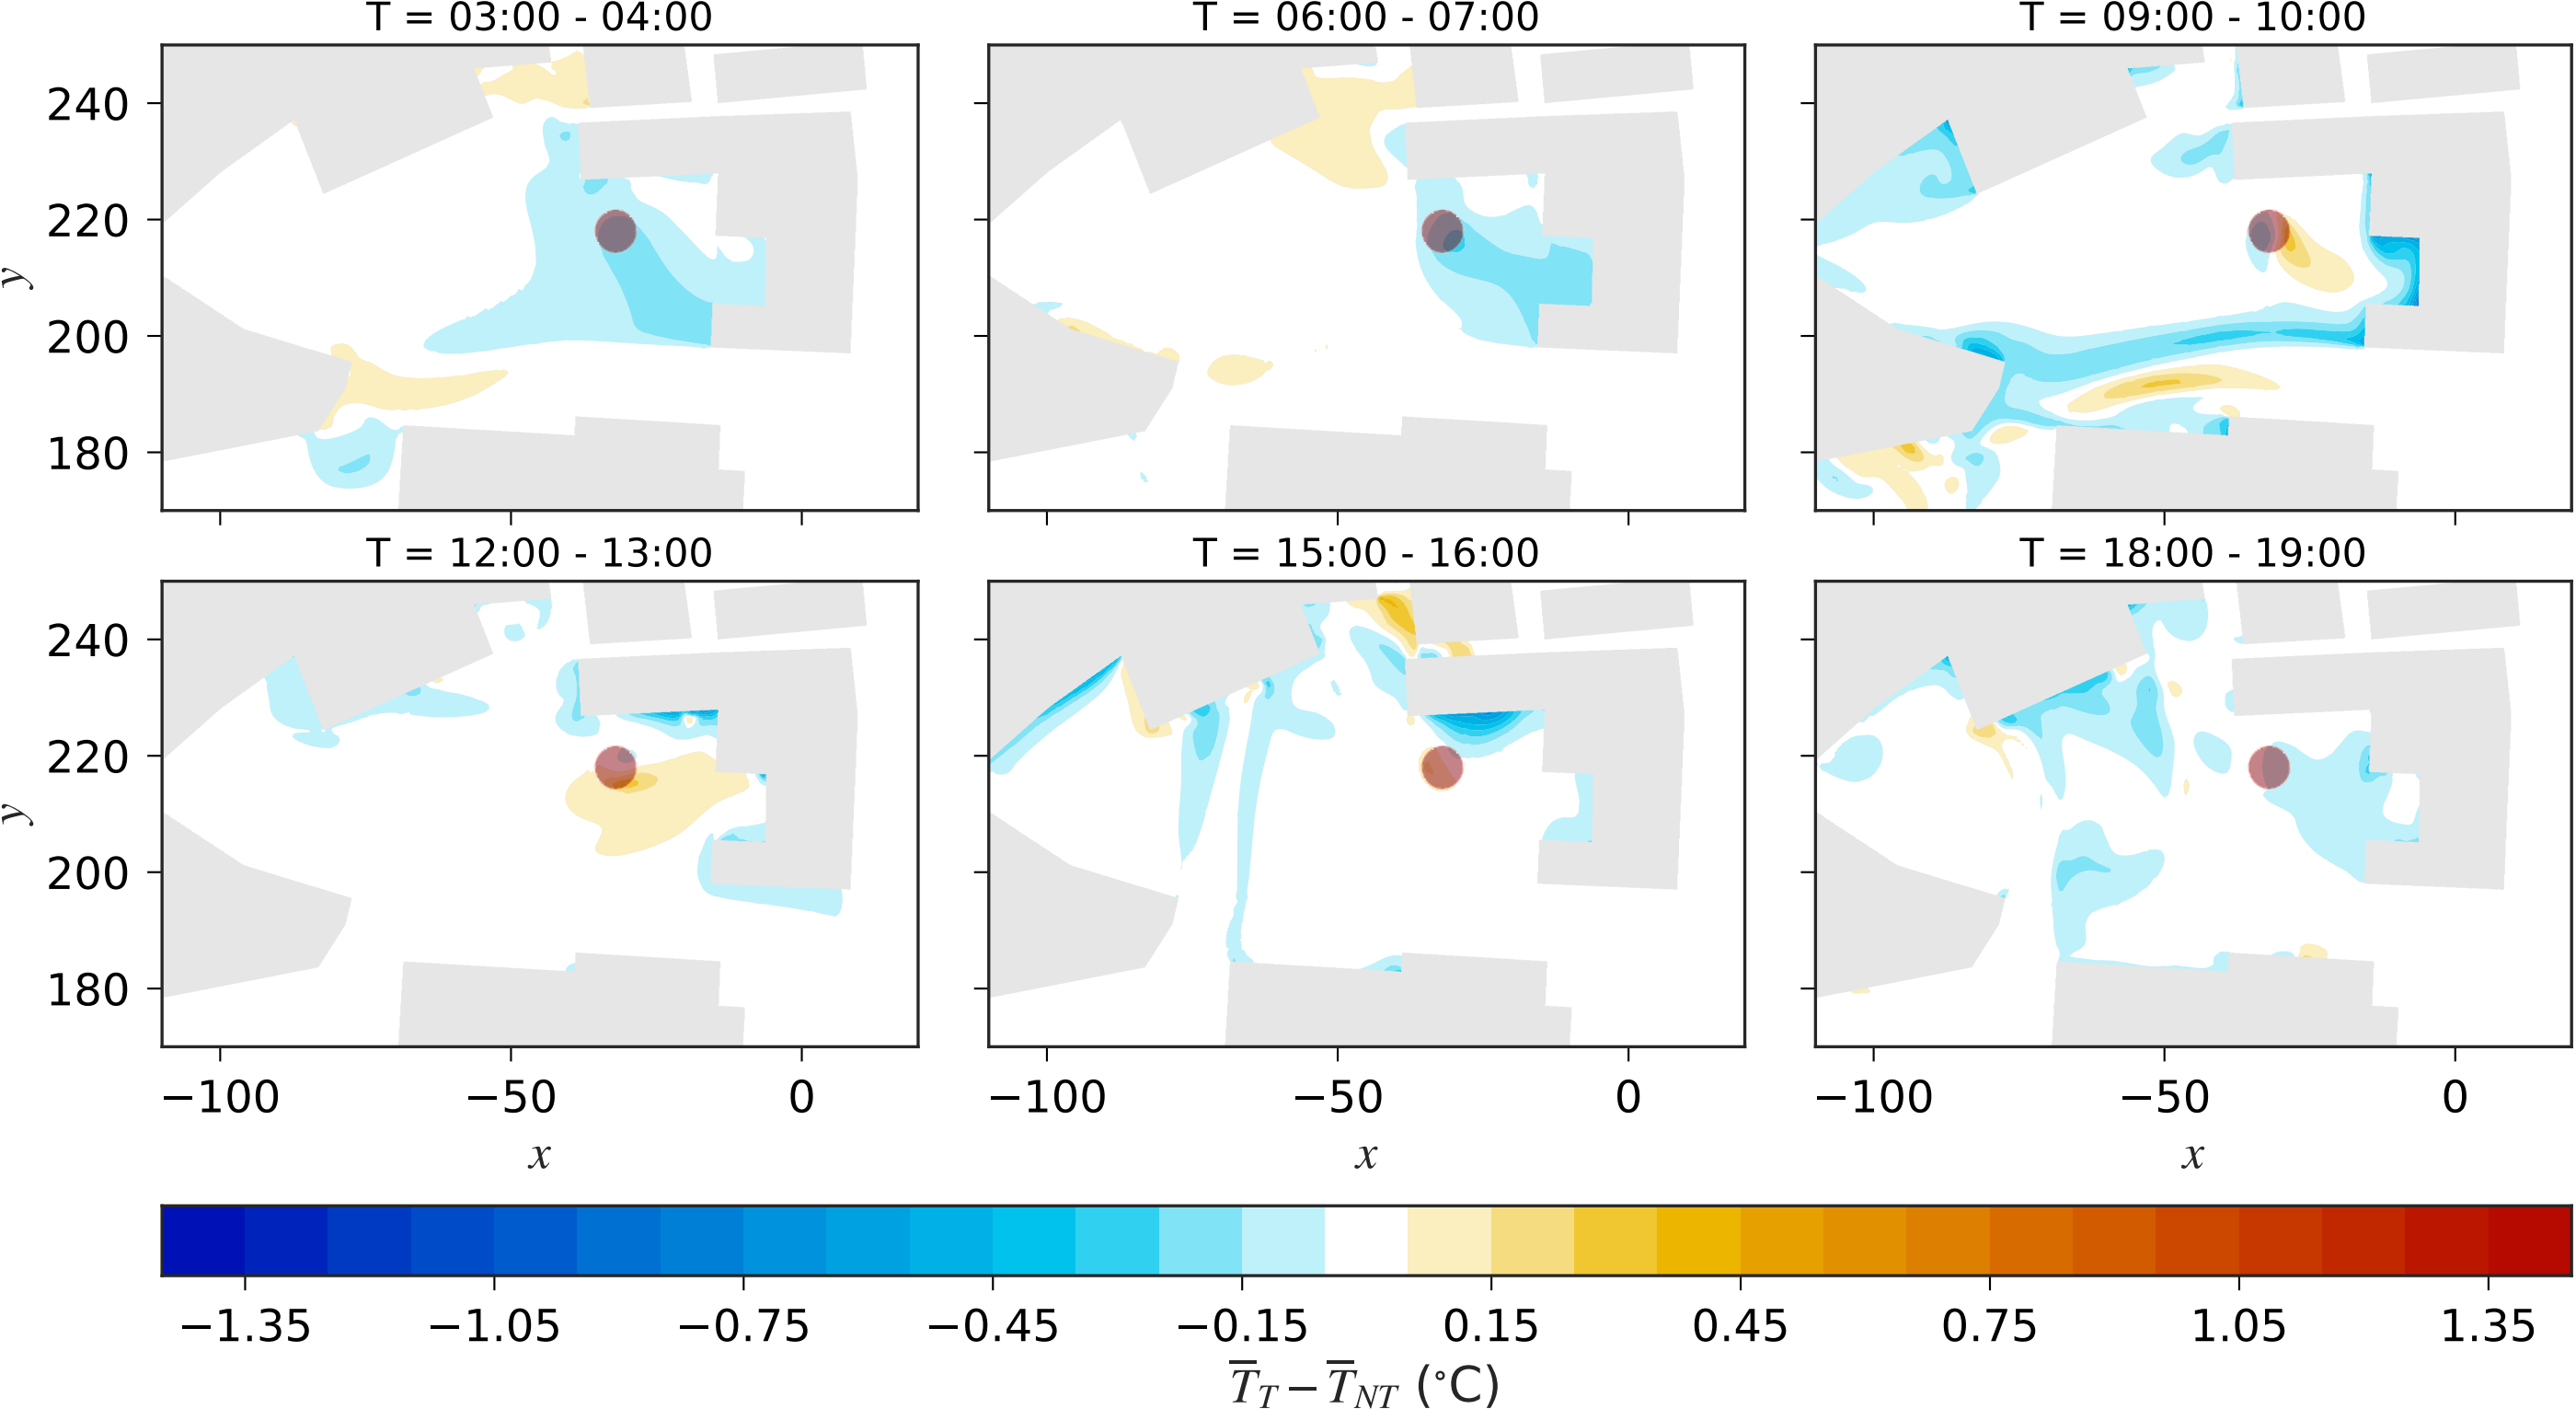 T = 03:00 - 04:00 T = 06:00 - 07:00 T = 09:00 - 10:00
240
220
y
200
180
T = 12:00 - 13:00 T = 15:00 - 16:00 T = 18:00 - 19:00
240
220
y
200
180
−100 −50 0 −100 −50 0 −100 −50 0
x x x
−1.35 −1.05 −0.75 −0.45 −0.15 0.15 0.45 0.75 1.05 1.35
T̅_T − T̅_NT (°C)